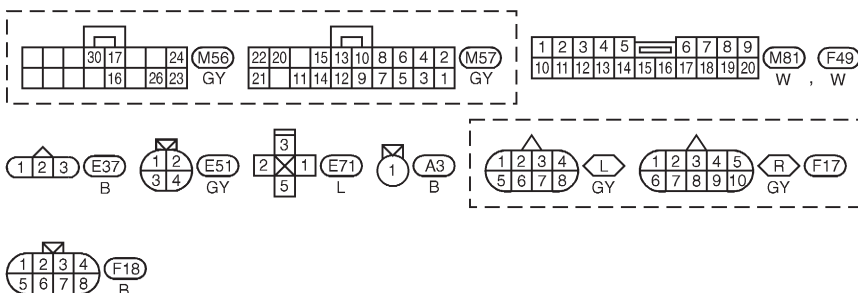 30 17 24 M56
16 26 23 GY
22 20 15 13 10 8 6 4 2 M57
21 11 14 12 9 7 5 3 1 GY
1 2 3 4 5 6 7 8 9 M81 F49
10 11 12 13 14 15 16 17 18 19 20 W , W
1 2 3 E37
B
1 2 E51
3 4 GY
3
2 1 E71
5 L
1 A3
B
1 2 3 4 L
5 6 7 8 GY
1 2 3 4 5 R F17
6 7 8 9 10 GY
1 2 3 4 F18
5 6 7 8 B